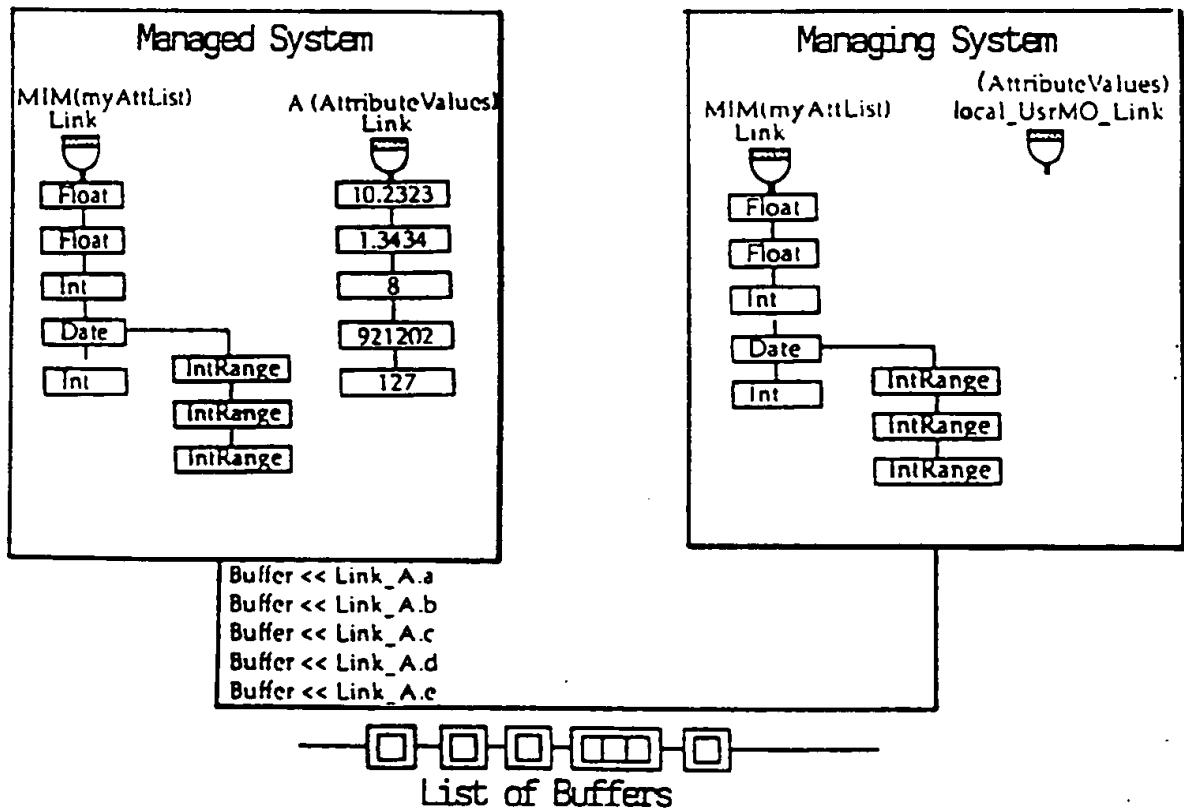 Managed System
MIM(myAttList)
Link
Float
Float
Int
Date
Int
IntRange
IntRange
IntRange
A (AttributeValues)
Link
10.2323
1.3434
8
921202
127
Managing System
MIM(myAttList)
Link
Float
Float
Int
Date
Int
IntRange
IntRange
IntRange
(AttributeValues)
local_UsrMO_Link
Buffer << Link_A.a
Buffer << Link_A.b
Buffer << Link_A.c
Buffer << Link_A.d
Buffer << Link_A.e
List of Buffers